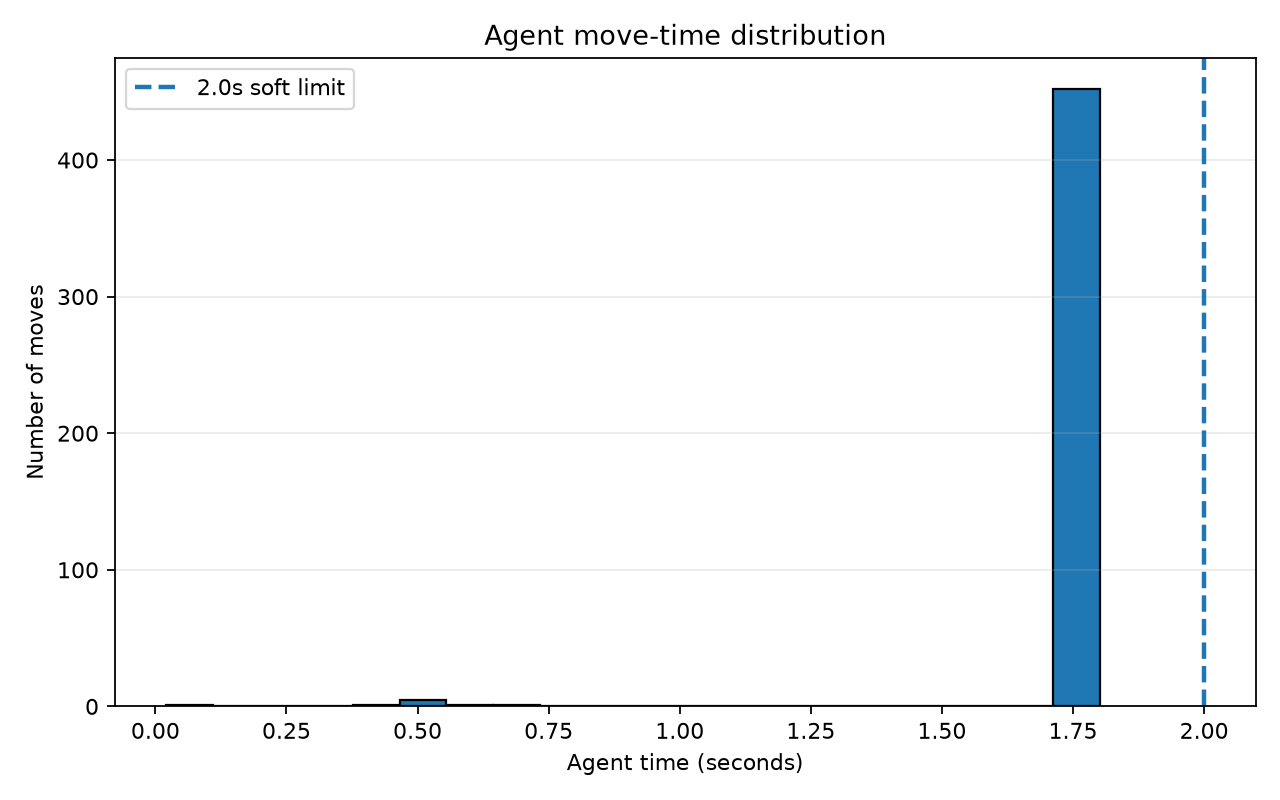 Agent move-time distribution
2.0s soft limit
Number of moves
400
300
200
100
0
0.00 0.25 0.50 0.75 1.00 1.25 1.50 1.75 2.00
Agent time (seconds)